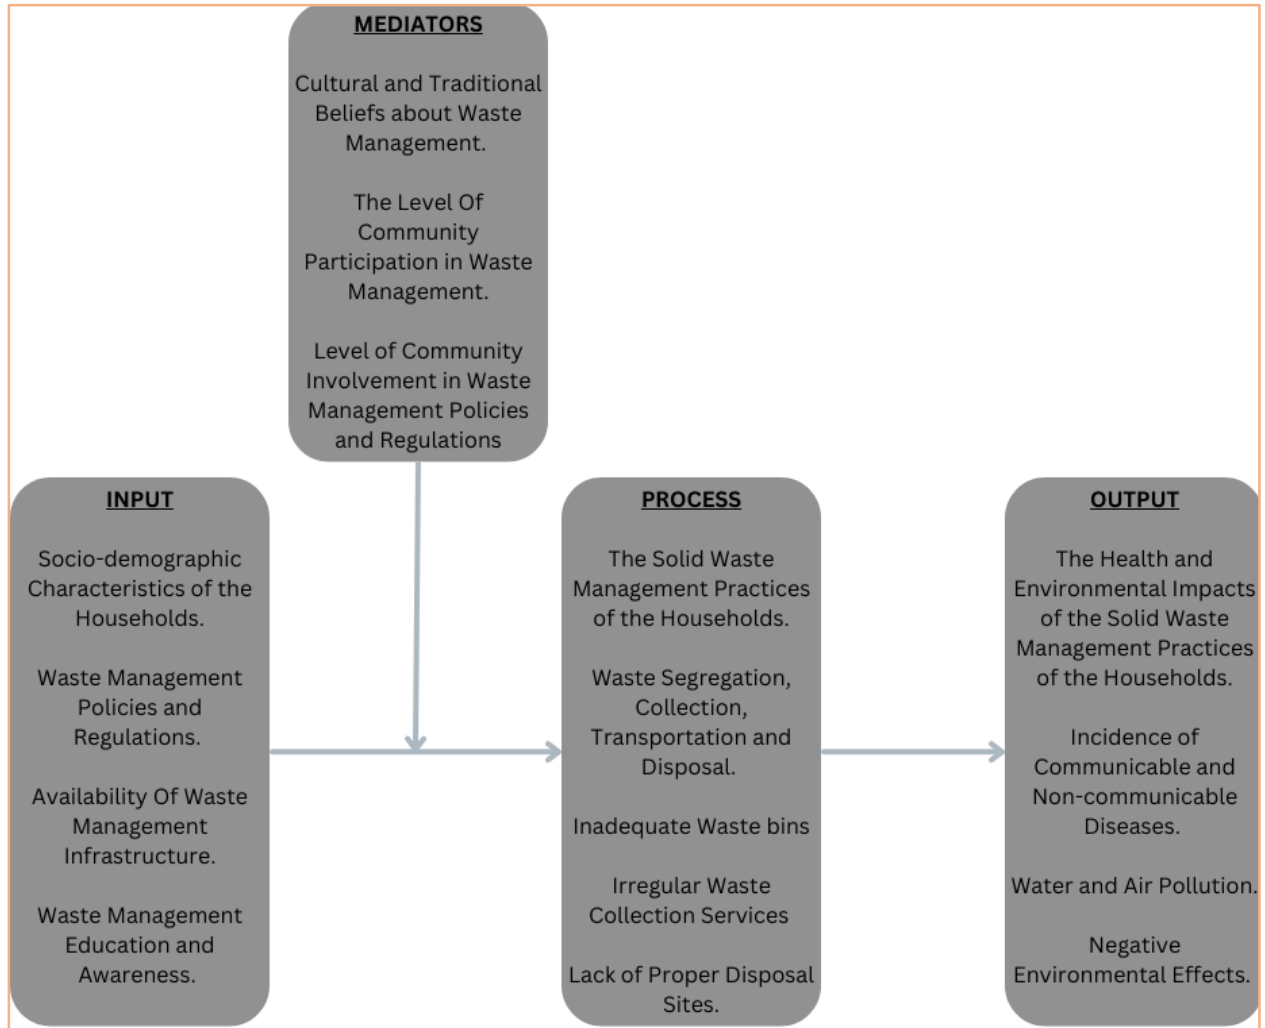 MEDIATORS
Cultural and Traditional
Beliefs about Waste
Management.
The Level Of
Community
Participation in Waste
Management.
Level of Community
Involvement in Waste
Management Policies
and Regulations
INPUT
Socio-demographic
Characteristics of the
Households.
Waste Management
Policies and
Regulations.
Availability Of Waste
Management
Infrastructure.
Waste Management
Education and
Awareness.
PROCESS
The Solid Waste
Management Practices
of the Households.
Waste Segregation,
Collection,
Transportation and
Disposal.
Inadequate Waste bins
Irregular Waste
Collection Services
Lack of Proper Disposal
Sites.
OUTPUT
The Health and
Environmental Impacts
of the Solid Waste
Management Practices
of the Households.
Incidence of
Communicable and
Non-communicable
Diseases.
Water and Air Pollution.
Negative
Environmental Effects.